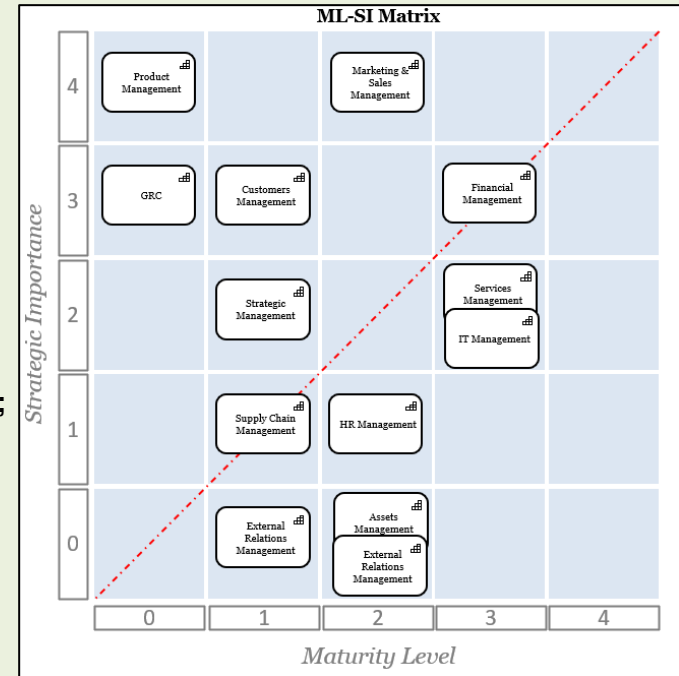 ML-SI Matrix
4
Product
Management
Marketing &
Sales
Management
3
GRC
Customers
Management
Financial
Management
2
Strategic
Management
Services
Management
IT Management
1
Supply Chain
Management
HR Management
0
External
Relations
Management
Assets
Management
External
Relations
Management
Strategic Importance
0
1
2
3
4
Maturity Level